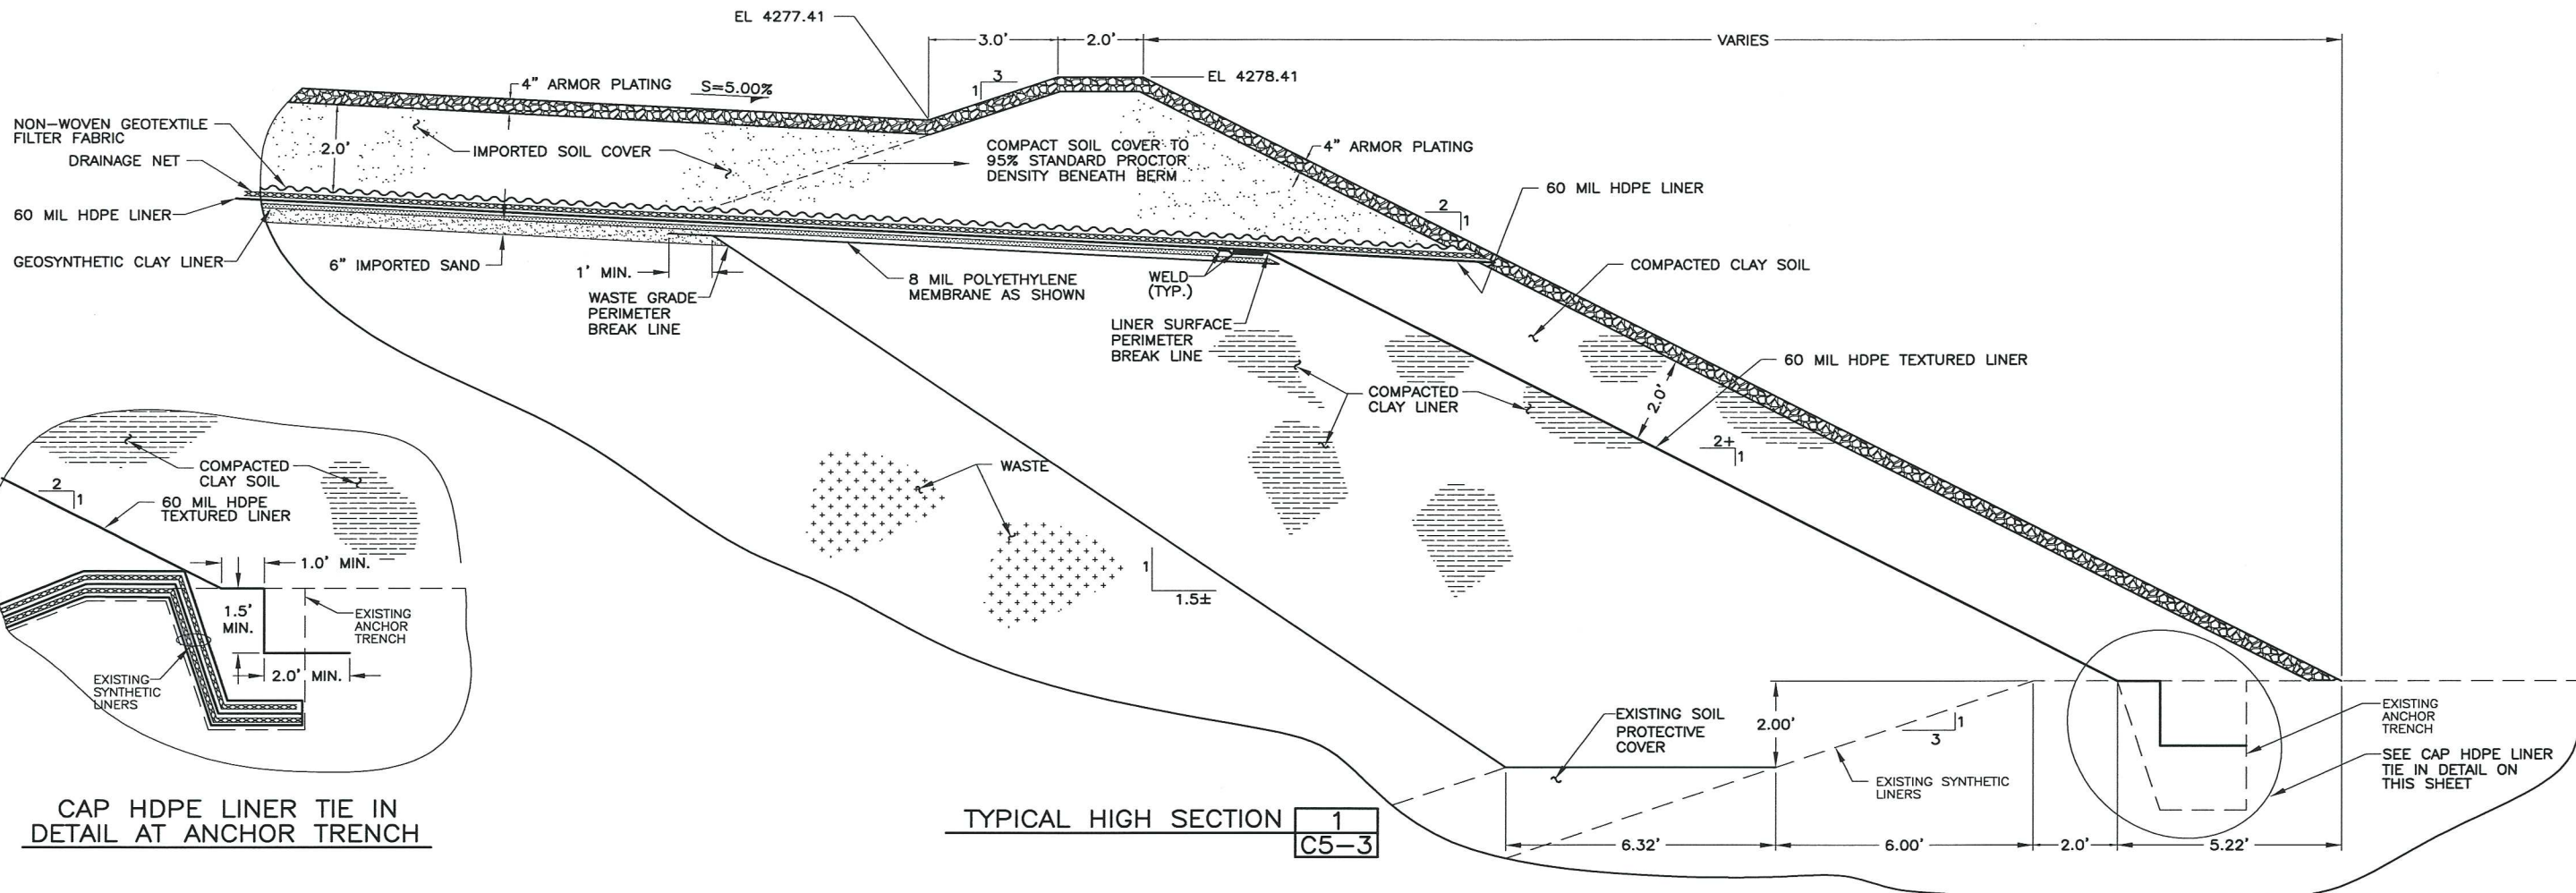 EL 4277.41
3.0'
2.0'
VARIES
4" ARMOR PLATING
S=5.00%
3
1
EL 4278.41
NON-WOVEN GEOTEXTILE
FILTER FABRIC
DRAINAGE NET
2.0'
IMPORTED SOIL COVER
COMPACT SOIL COVER TO
95% STANDARD PROCTOR
DENSITY BENEATH BERM
4" ARMOR PLATING
60 MIL HDPE LINER
60 MIL HDPE LINER
2
1
GEOSYNTHETIC CLAY LINER
6" IMPORTED SAND
1' MIN.
WASTE GRADE
PERIMETER
BREAK LINE
8 MIL POLYETHYLENE
MEMBRANE AS SHOWN
WELD
(TYP.)
LINER SURFACE
PERIMETER
BREAK LINE
COMPACTED CLAY SOIL
60 MIL HDPE TEXTURED LINER
COMPACTED
CLAY LINER
2.0'
2+
1
WASTE
1
1.5±
COMPACTED
CLAY SOIL
2
1
60 MIL HDPE
TEXTURED LINER
1.0' MIN.
1.5'
MIN.
EXISTING
ANCHOR
TRENCH
2.0' MIN.
EXISTING
SYNTHETIC
LINERS
EXISTING SOIL
PROTECTIVE
COVER
2.00'
1
3
EXISTING SYNTHETIC
LINERS
EXISTING
ANCHOR
TRENCH
SEE CAP HDPE LINER
TIE IN DETAIL ON
THIS SHEET
6.32'
6.00'
2.0'
5.22'
CAP HDPE LINER TIE IN
DETAIL AT ANCHOR TRENCH
TYPICAL HIGH SECTION
1
C5-3